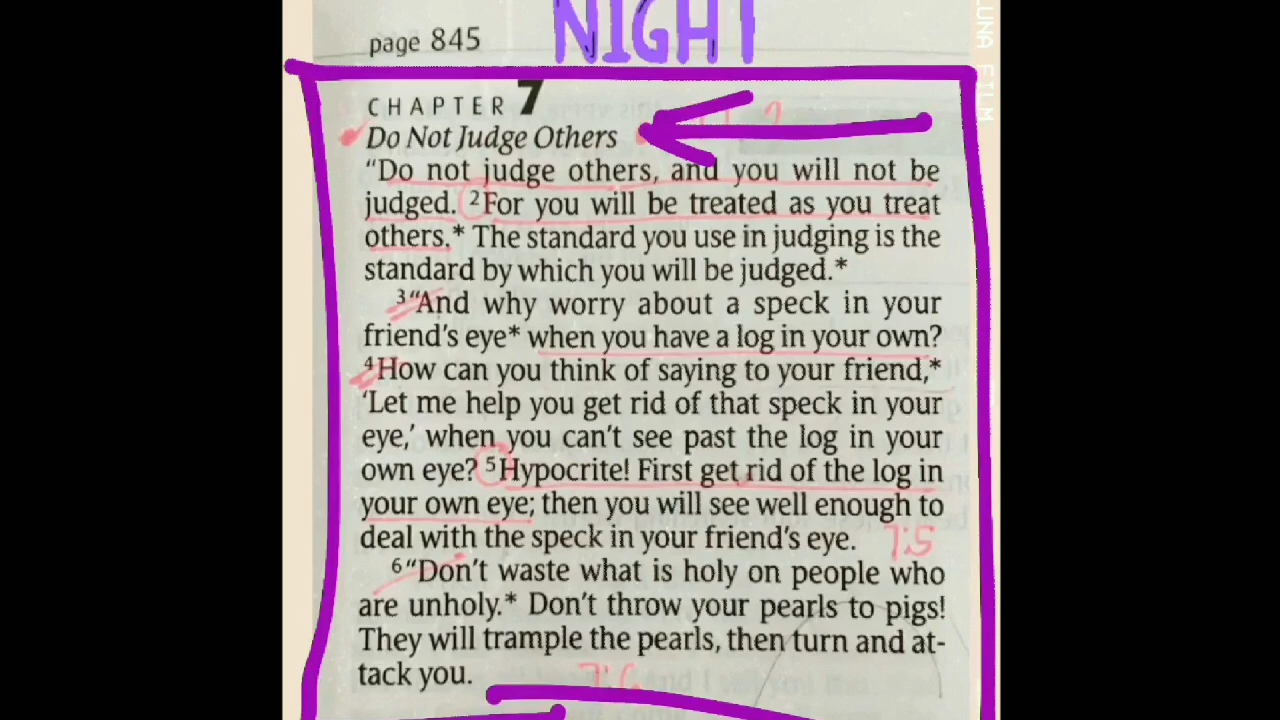 NIGHT
page 845
CHAPTER 7
Do Not Judge Others
“Do not judge others, and you will not be
judged. ²For you will be treated as you treat
others.* The standard you use in judging is the
standard by which you will be judged.*
³“And why worry about a speck in your
friend’s eye* when you have a log in your own?
⁴How can you think of saying to your friend,*
‘Let me help you get rid of that speck in your
eye,’ when you can’t see past the log in your
own eye? ⁵Hypocrite! First get rid of the log in
your own eye; then you will see well enough to
deal with the speck in your friend’s eye. 7:5
⁶“Don’t waste what is holy on people who
are unholy.* Don’t throw your pearls to pigs!
They will trample the pearls, then turn and at-
tack you. 7:6
LUNA FILM